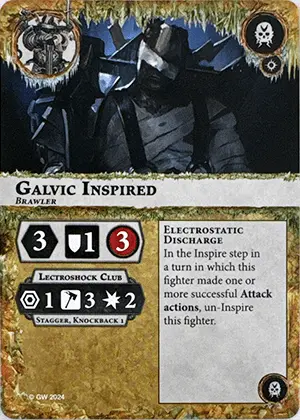 Galvic Inspired
Brawler
3 1 3
Lectroshock Club
1 3 2
Stagger, Knockback 1
Electrostatic
Discharge
In the Inspire step in
a turn in which this
fighter made one or
more successful Attack
actions, un-Inspire
this fighter.
© GW 2024